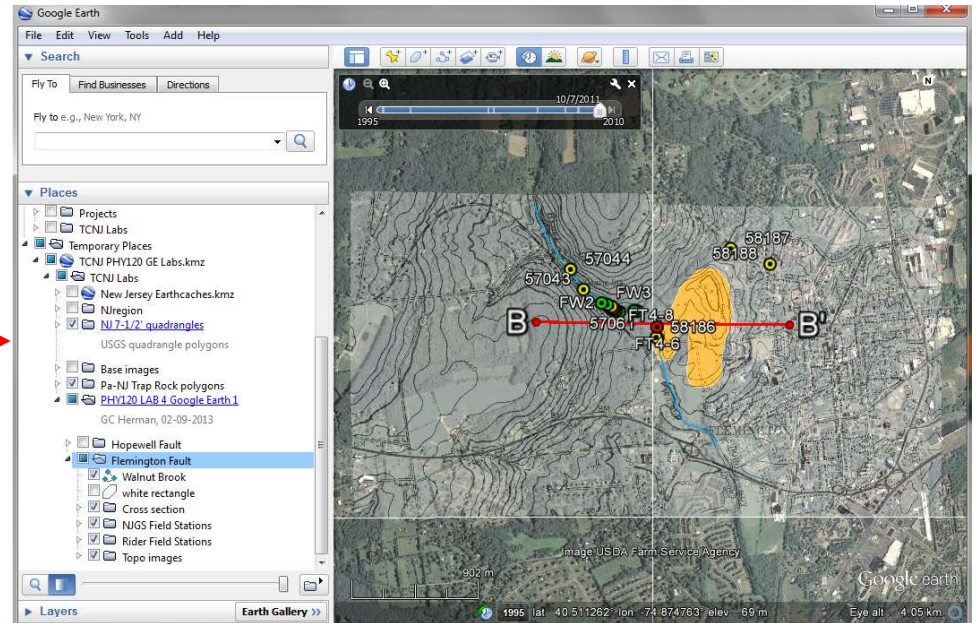 Google Earth
File Edit View Tools Add Help
Search
Fly To Find Businesses Directions
Fly to e.g., New York, NY
Places
Projects
TCNJ Labs
Temporary Places
TCNJ PHY120 GE Labs.kmz
TCNJ Labs
New Jersey Earthcaches.kmz
NJregion
NJ 7-1/2' quadrangles
USGS quadrangle polygons
Base images
Pa-NJ Trap Rock polygons
PHY120 LAB 4 Google Earth 1
GC Herman, 02-09-2013
Hopewell Fault
Flemington Fault
Walnut Brook
white rectangle
Cross section
NJGS Field Stations
Rider Field Stations
Topo images
Layers
Earth Gallery >>
10/7/2011
1995 2010
N
58187
58188
57044
57043
FW2 FW3
B 57061 FT4-8 58186 B'
FT4-6
FLEMINGTON
Image USDA Farm Service Agency
902 m
Google earth
1995 lat 40.511262° lon -74.874763° elev 69 m Eye alt 4.05 km